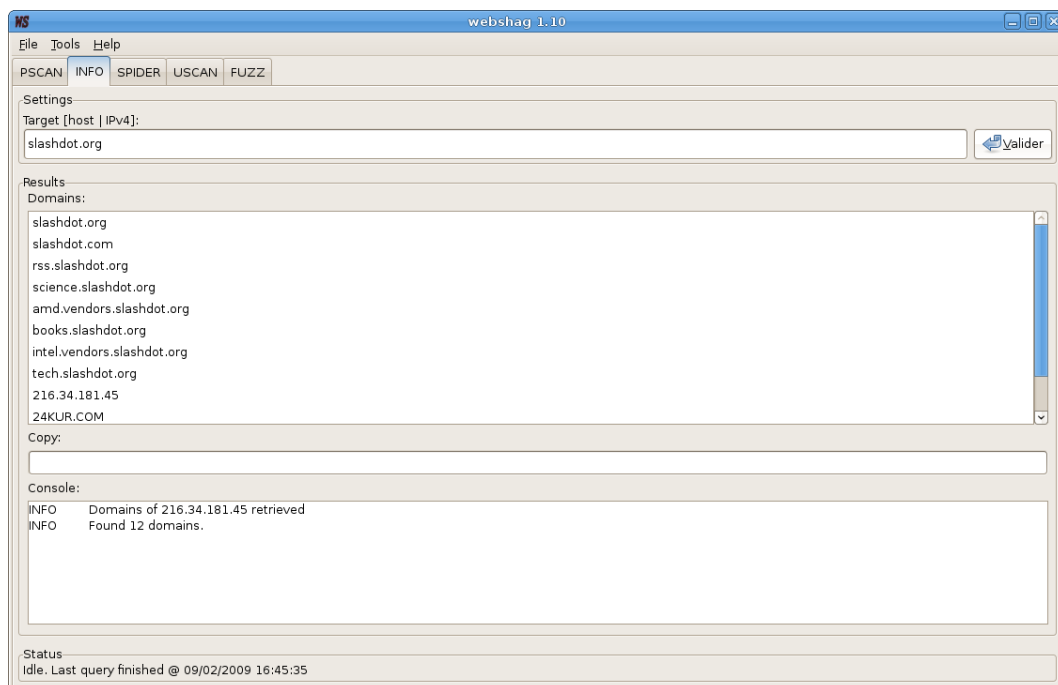 WS webshag 1.10
File Tools Help
PSCAN INFO SPIDER USCAN FUZZ
Settings
Target [host | IPv4]:
slashdot.org Valider
Results
Domains:
slashdot.org
slashdot.com
rss.slashdot.org
science.slashdot.org
amd.vendors.slashdot.org
books.slashdot.org
intel.vendors.slashdot.org
tech.slashdot.org
216.34.181.45
24KUR.COM
Copy:
Console:
INFO Domains of 216.34.181.45 retrieved
INFO Found 12 domains.
Status
Idle. Last query finished @ 09/02/2009 16:45:35